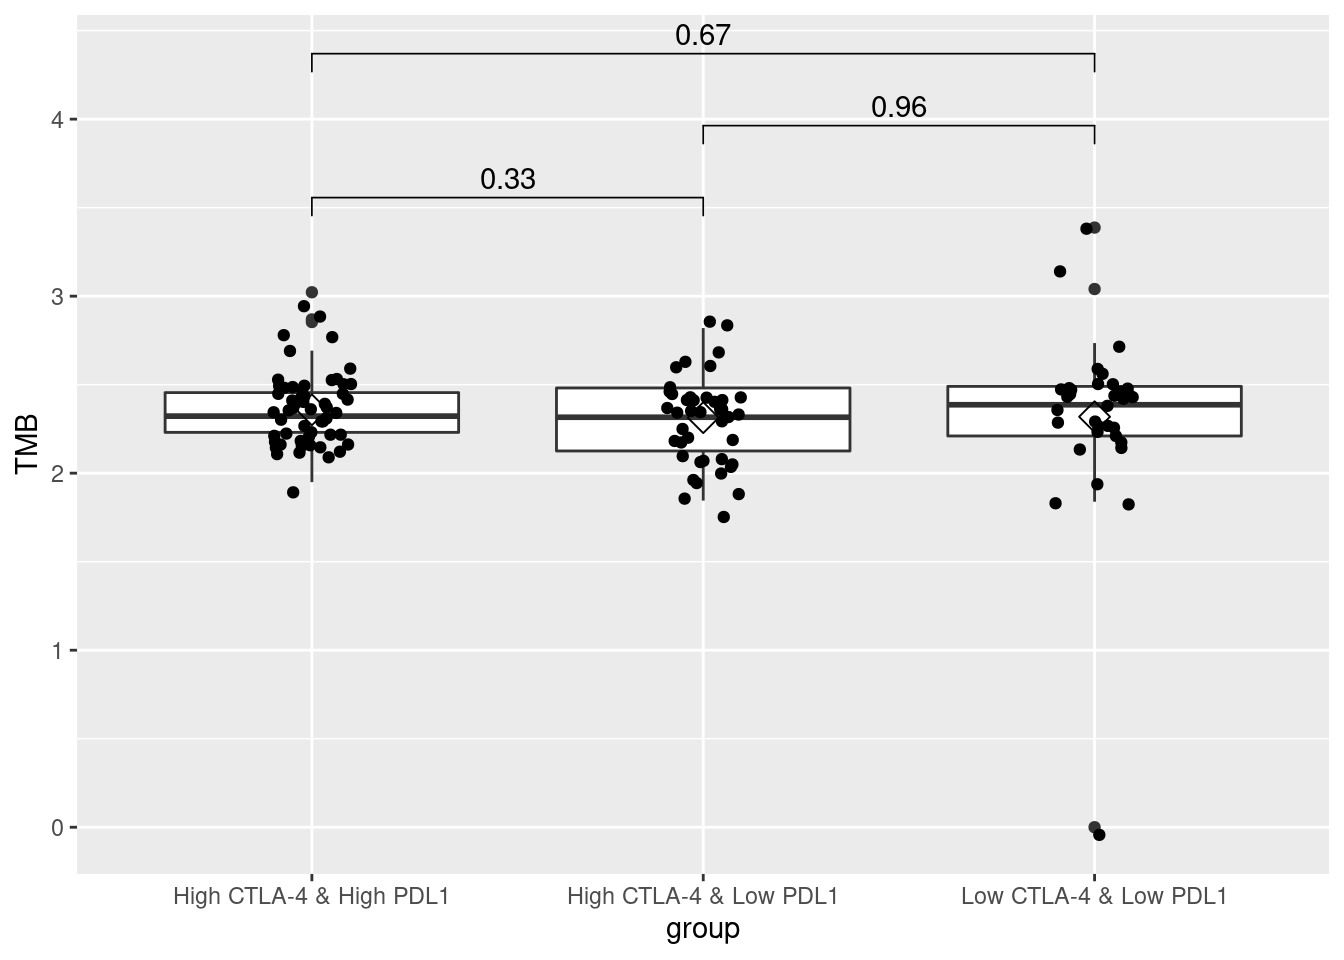 0.67
0.96
0.33
TMB
4
3
2
1
0
High CTLA-4 & High PDL1
High CTLA-4 & Low PDL1
Low CTLA-4 & Low PDL1
group